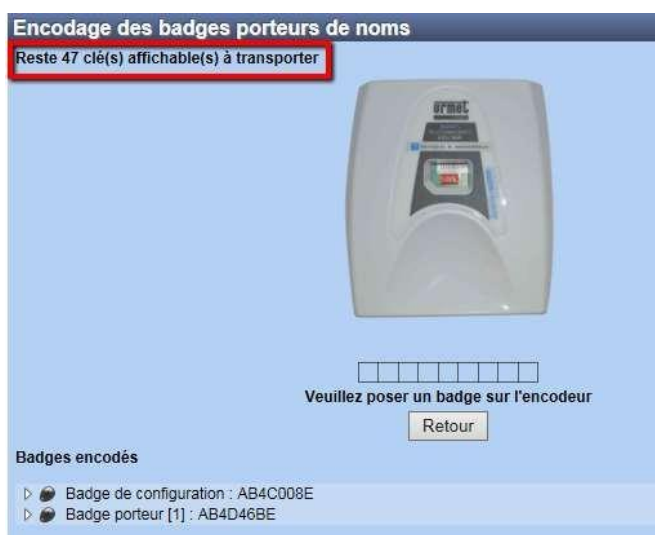 Encodage des badges porteurs de noms
Reste 47 clé(s) affichable(s) à transporter
urmet
Veuillez poser un badge sur l'encodeur
Retour
Badges encodés
Badge de configuration : AB4C008E
Badge porteur [1] : AB4D46BE